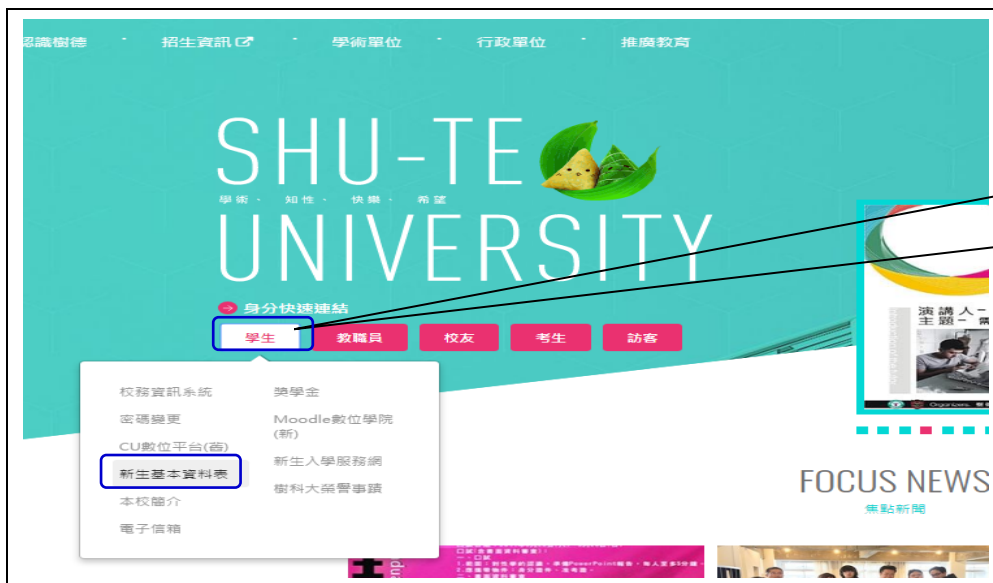 認識樹德 · 招生資訊 · 學術單位 · 行政單位 · 推廣教育
SHU-TE
學術 · 知性 · 快樂 · 希望
UNIVERSITY
身分快速連結
學生 教職員 校友 考生 訪客
校務資訊系統
密碼變更
CU數位平台(舊)
新生基本資料表
本校簡介
電子信箱
獎學金
Moodle數位學院
(新)
新生入學服務網
樹科大榮譽事蹟
演講人-
主題-
FOCUS NEWS
焦點新聞